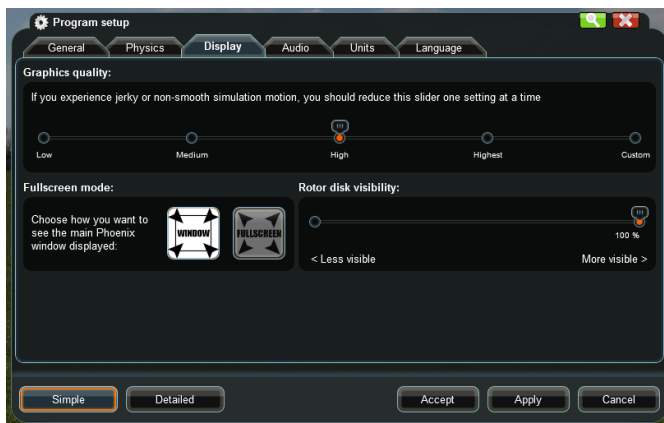 Program setup
General Physics Display Audio Units Language
Graphics quality:
If you experience jerky or non-smooth simulation motion, you should reduce this slider one setting at a time
Low Medium High Highest Custom
Fullscreen mode:
Rotor disk visibility:
Choose how you want to
see the main Phoenix
window displayed:
WINDOW FULLSCREEN
100 %
< Less visible More visible >
Simple Detailed Accept Apply Cancel